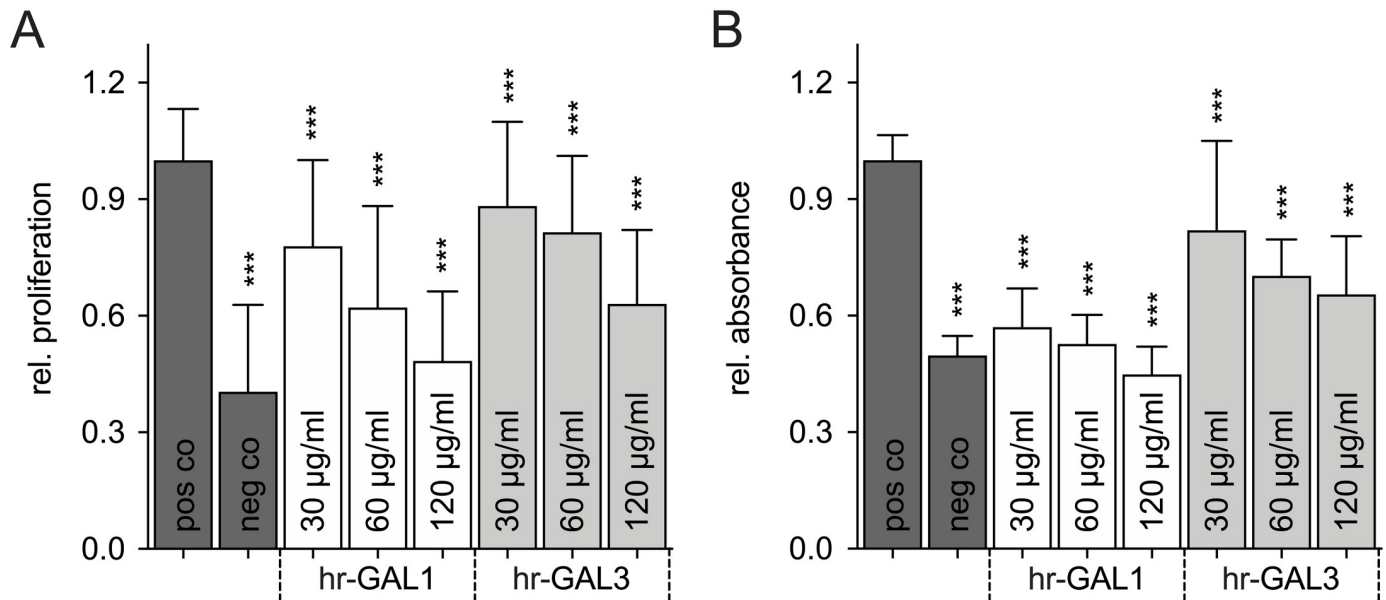 A
rel. proliferation
1.2
0.9
0.6
0.3
0.0
pos co
neg co
***
30 µg/ml
***
60 µg/ml
***
120 µg/ml
***
30 µg/ml
***
60 µg/ml
***
120 µg/ml
***
hr-GAL1
hr-GAL3
B
rel. absorbance
1.2
0.9
0.6
0.3
0.0
pos co
neg co
***
30 µg/ml
***
60 µg/ml
***
120 µg/ml
***
30 µg/ml
***
60 µg/ml
***
120 µg/ml
***
hr-GAL1
hr-GAL3